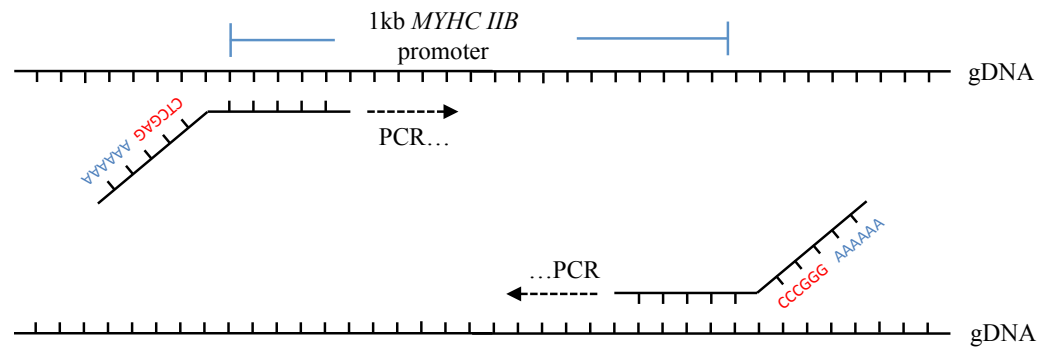 1kb MYHC IIB
promoter
gDNA
AAAAAA CTCGAG
PCR…
…PCR
CCCGGG AAAAAA
gDNA